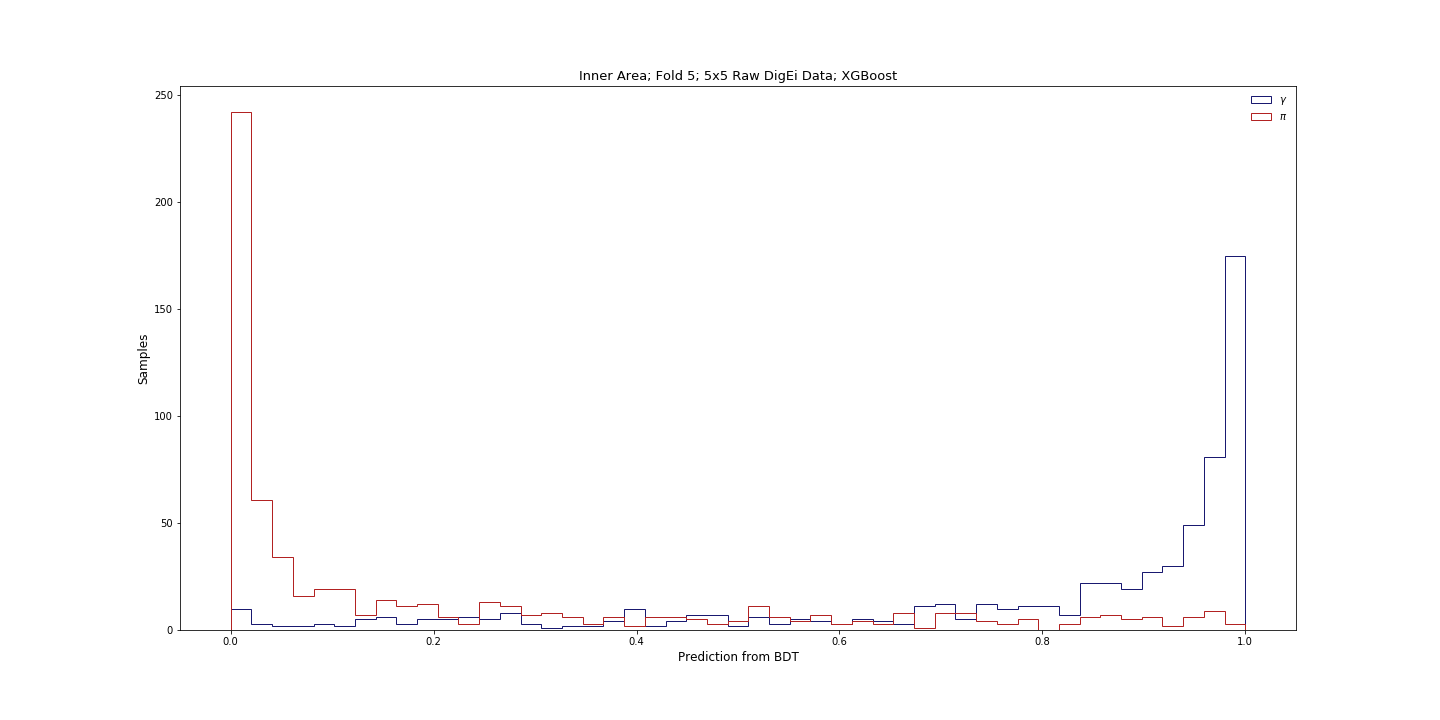 Inner Area; Fold 5; 5x5 Raw DigEi Data; XGBoost
γ
π
250
200
150
100
50
0
Samples
0.0 0.2 0.4 0.6 0.8 1.0
Prediction from BDT